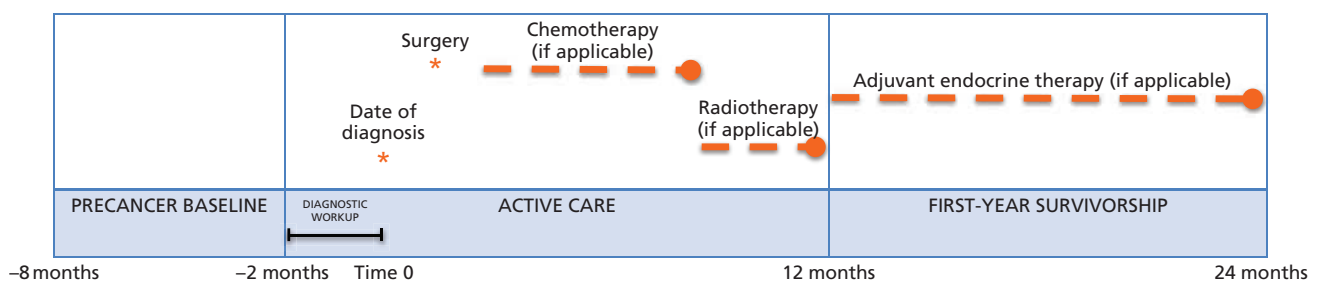 Surgery
*
Chemotherapy
(if applicable)
Adjuvant endocrine therapy (if applicable)
Date of
diagnosis
*
Radiotherapy
(if applicable)
PRECANCER BASELINE
DIAGNOSTIC
WORKUP
ACTIVE CARE
FIRST-YEAR SURVIVORSHIP
–8 months
–2 months
Time 0
12 months
24 months